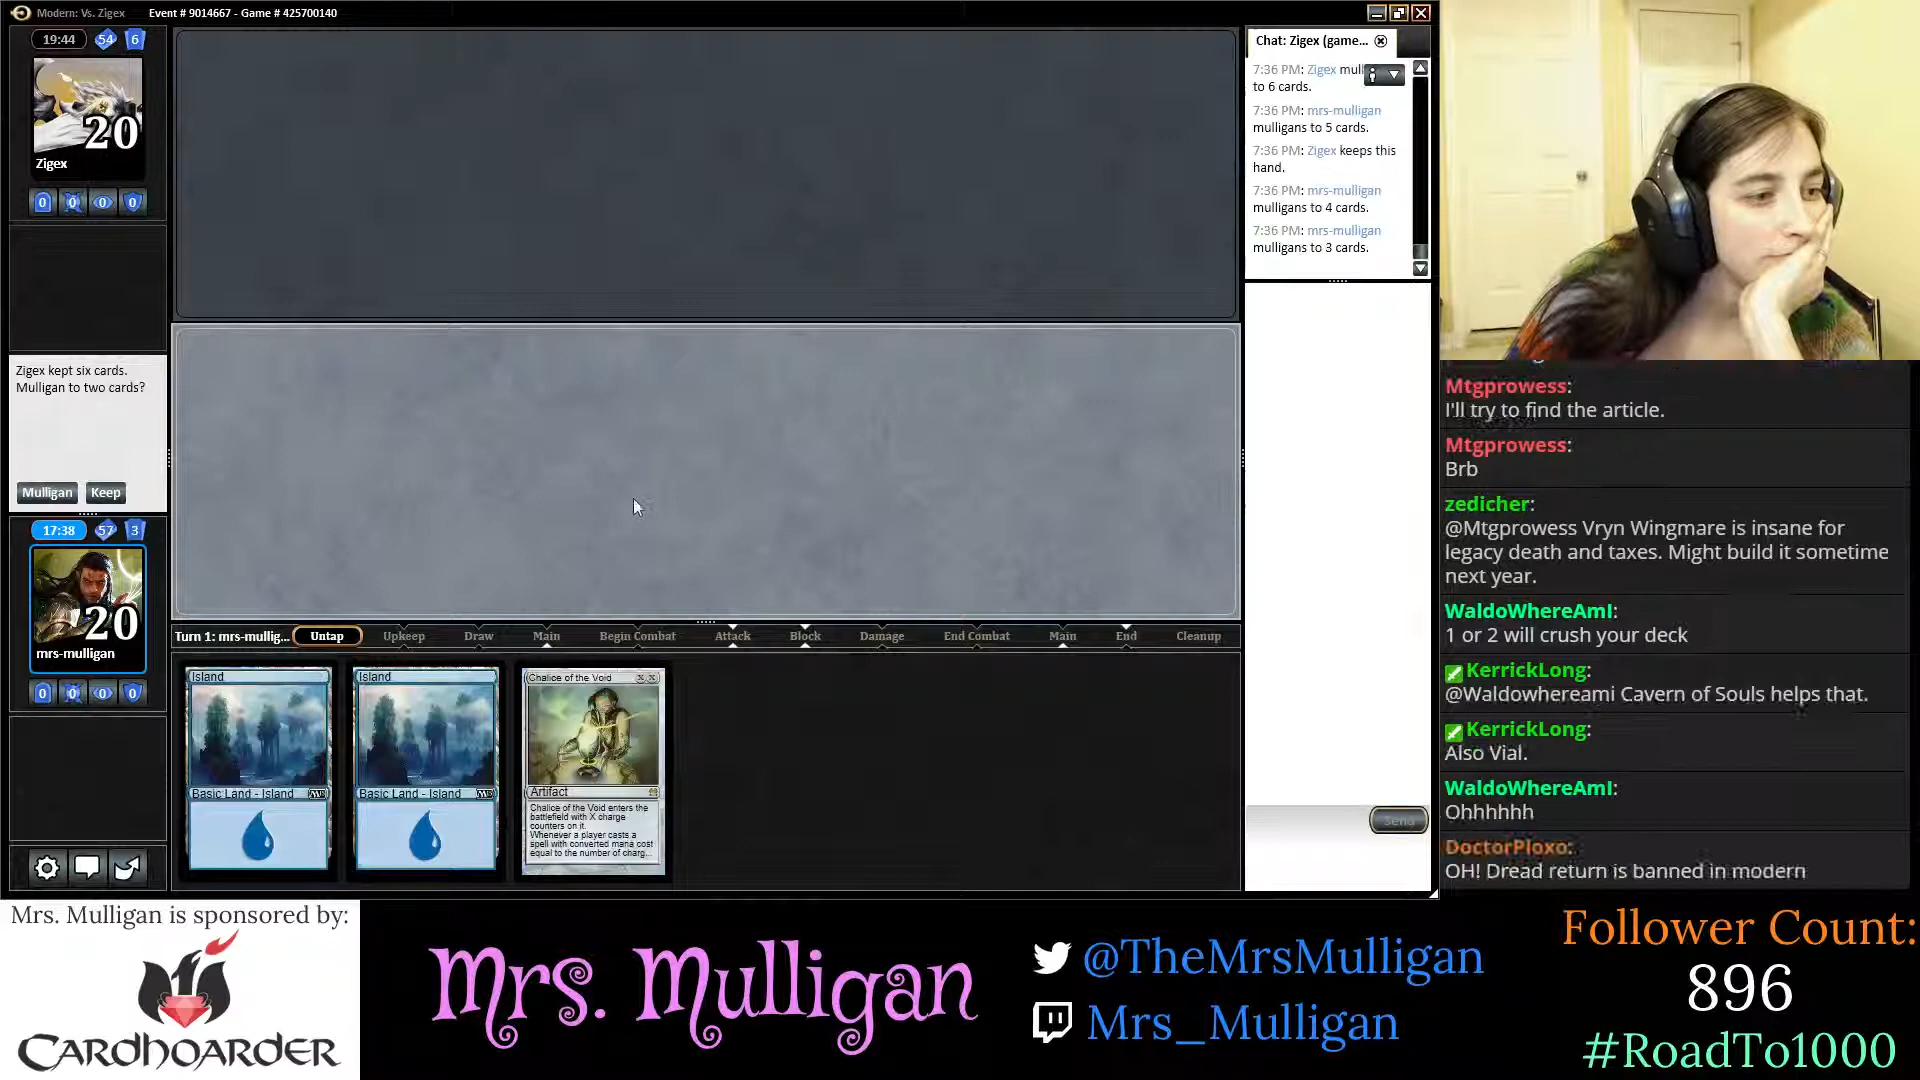 Modern: Vs. Zigex
Event # 9014667 - Game # 425700140
19:44
54
6
20
Zigex
0
0
0
0
Zigex kept six cards.
Mulligan to two cards?
Mulligan
Keep
17:38
57
3
20
mrs-mulligan
0
0
0
0
Turn 1: mrs-mullig...
Untap
Upkeep
Draw
Main
Begin Combat
Attack
Block
Damage
End Combat
Main
End
Cleanup
Island
Basic Land - Island
Island
Basic Land - Island
Chalice of the Void
X X
Artifact
Chalice of the Void enters the
battlefield with X charge
counters on it.
Whenever a player casts a
spell with converted mana cost
equal to the number of charg...
Chat: Zigex (game...
7:36 PM: Zigex mull
to 6 cards.
7:36 PM: mrs-mulligan
mulligans to 5 cards.
7:36 PM: Zigex keeps this
hand.
7:36 PM: mrs-mulligan
mulligans to 4 cards.
7:36 PM: mrs-mulligan
mulligans to 3 cards.
Send
Mtgprowess:
I'll try to find the article.
Mtgprowess:
Brb
zedicher:
@Mtgprowess Vryn Wingmare is insane for
legacy death and taxes. Might build it sometime
next year.
WaldoWhereAmI:
1 or 2 will crush your deck
KerrickLong:
@Waldowhereami Cavern of Souls helps that.
KerrickLong:
Also Vial.
WaldoWhereAmI:
Ohhhhhh
DoctorPloxo:
OH! Dread return is banned in modern
Mrs. Mulligan is sponsored by:
CARDHOARDER
Mrs. Mulligan
@TheMrsMulligan
Mrs_Mulligan
Follower Count:
896
#RoadTo1000